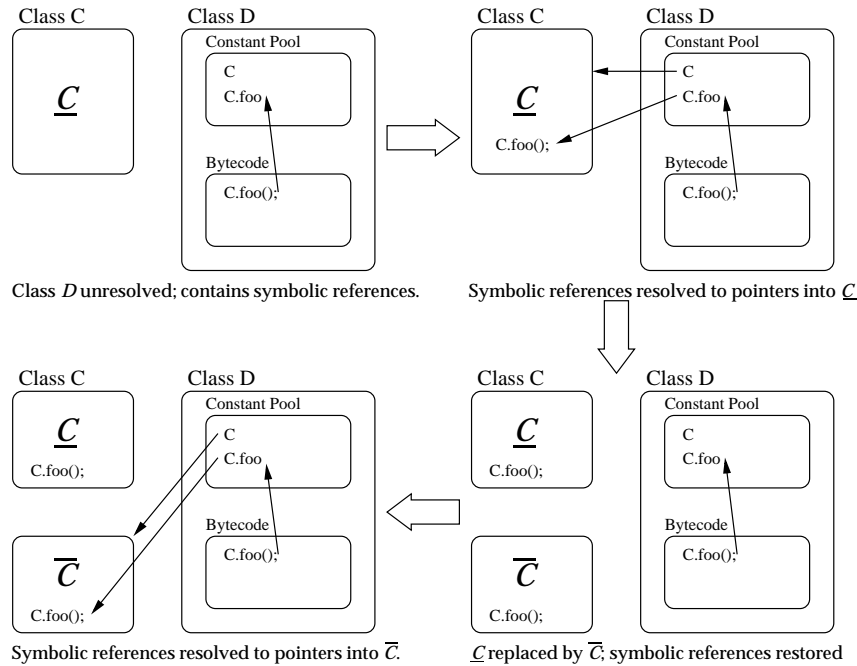 Class C
C̲
Class D
Constant Pool
C
C.foo
Bytecode
C.foo();
Class D unresolved; contains symbolic references.
Class C
C̲
C.foo();
Class D
Constant Pool
C
C.foo
Bytecode
C.foo();
Symbolic references resolved to pointers into C̲
Class C
C̲
C.foo();
C̅
C.foo();
Class D
Constant Pool
C
C.foo
Bytecode
C.foo();
Symbolic references resolved to pointers into C̅.
Class C
C̲
C.foo();
C̅
C.foo();
Class D
Constant Pool
C
C.foo
Bytecode
C.foo();
C̲ replaced by C̅; symbolic references restored